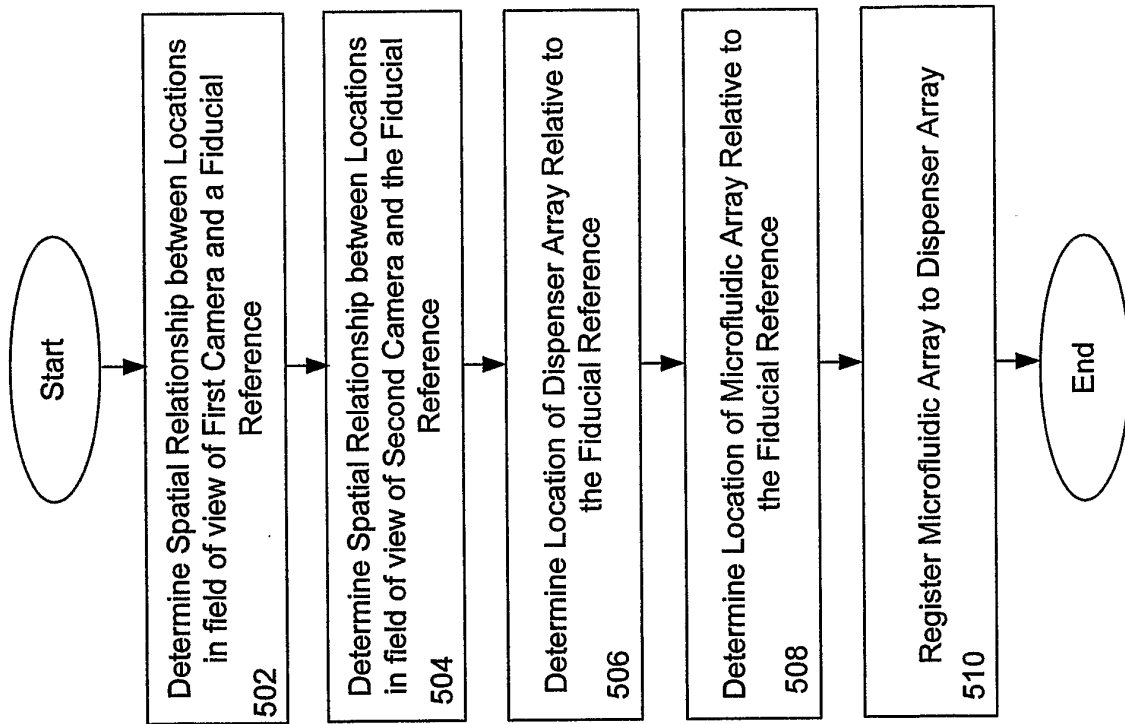 Start
Determine Spatial Relationship between Locations
in field of view of First Camera and a Fiducial
Reference
502
Determine Spatial Relationship between Locations
in field of view of Second Camera and the Fiducial
Reference
504
Determine Location of Dispenser Array Relative to
the Fiducial Reference
506
Determine Location of Microfluidic Array Relative to
the Fiducial Reference
508
Register Microfluidic Array to Dispenser Array
510
End